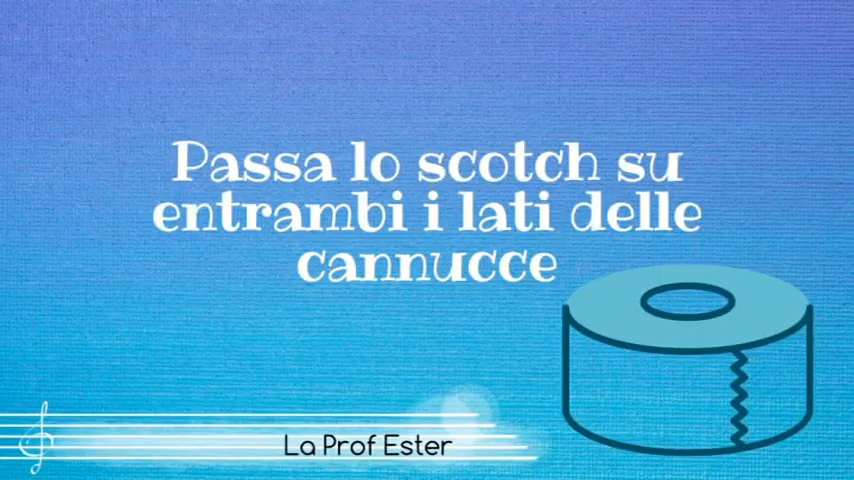 Passa lo scotch su
entrambi i lati delle
cannucce
La Prof Ester